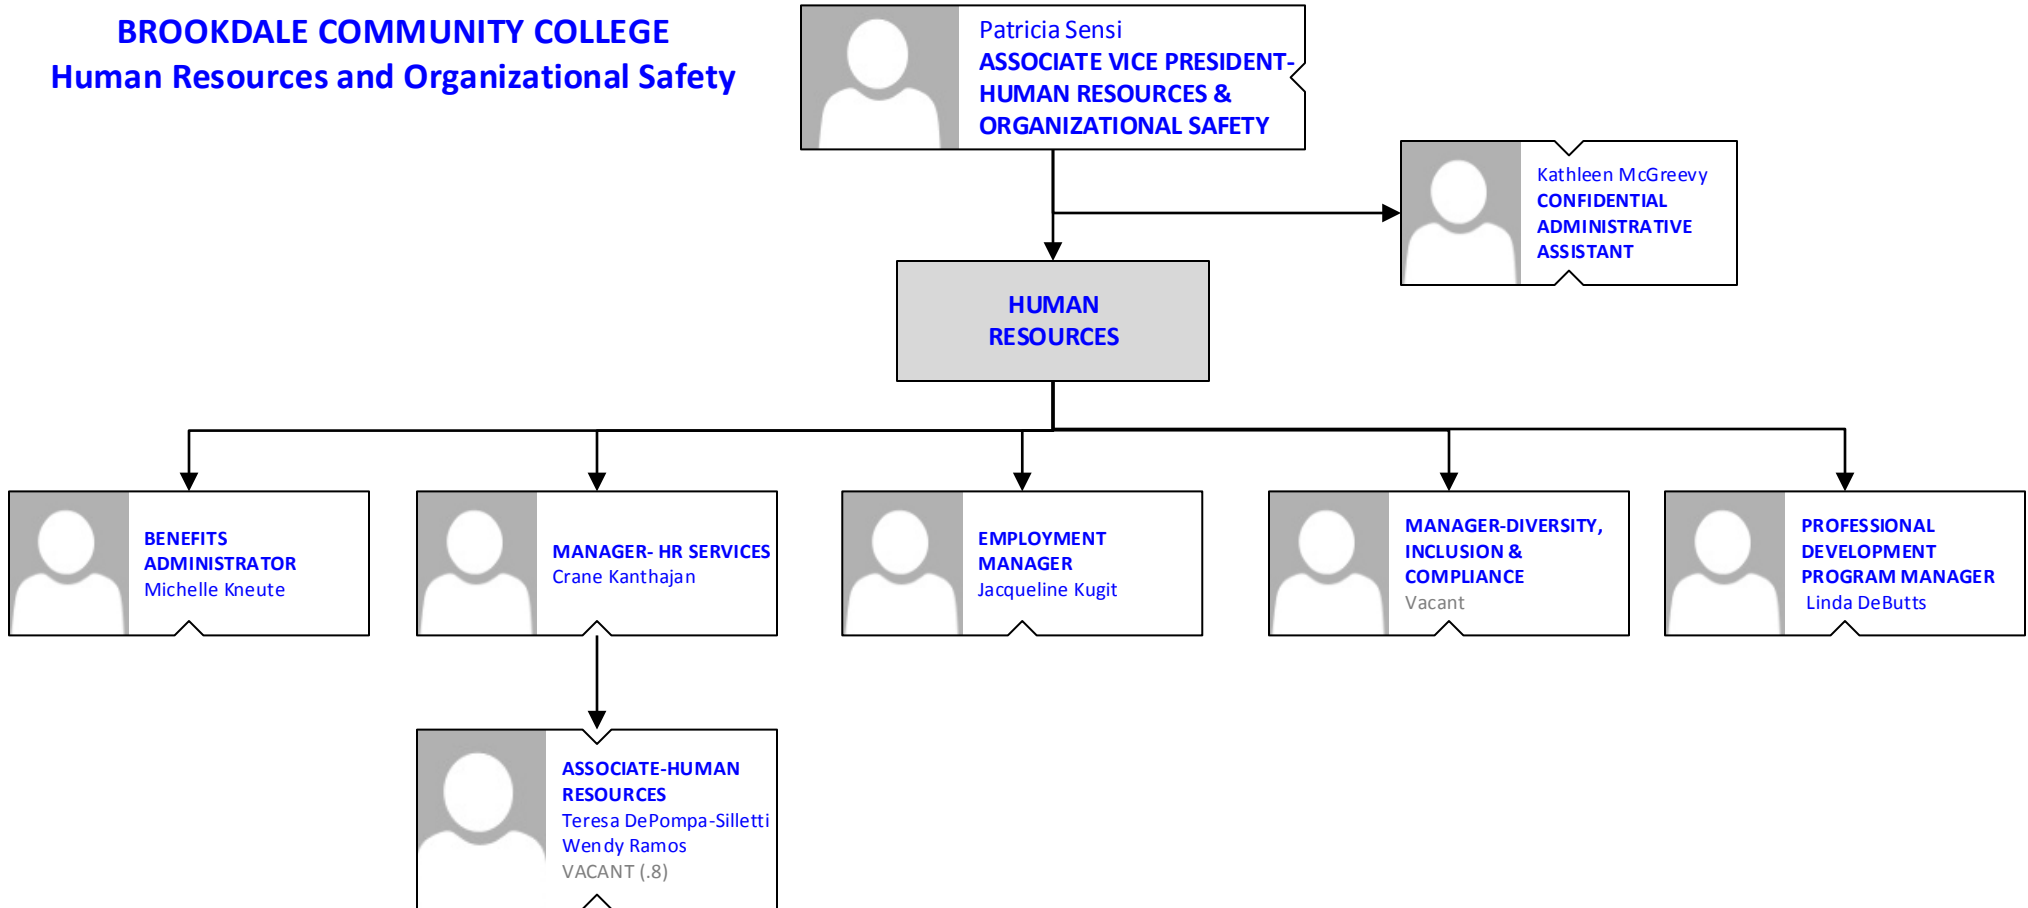 BROOKDALE COMMUNITY COLLEGE
Human Resources and Organizational Safety
Patricia Sensi
ASSOCIATE VICE PRESIDENT-
HUMAN RESOURCES &
ORGANIZATIONAL SAFETY
Kathleen McGreevy
CONFIDENTIAL
ADMINISTRATIVE
ASSISTANT
HUMAN
RESOURCES
BENEFITS
ADMINISTRATOR
Michelle Kneute
MANAGER- HR SERVICES
Crane Kanthajan
EMPLOYMENT
MANAGER
Jacqueline Kugit
MANAGER-DIVERSITY,
INCLUSION &
COMPLIANCE
Vacant
PROFESSIONAL
DEVELOPMENT
PROGRAM MANAGER
Linda DeButts
ASSOCIATE-HUMAN
RESOURCES
Teresa DePompa-Silletti
Wendy Ramos
VACANT (.8)